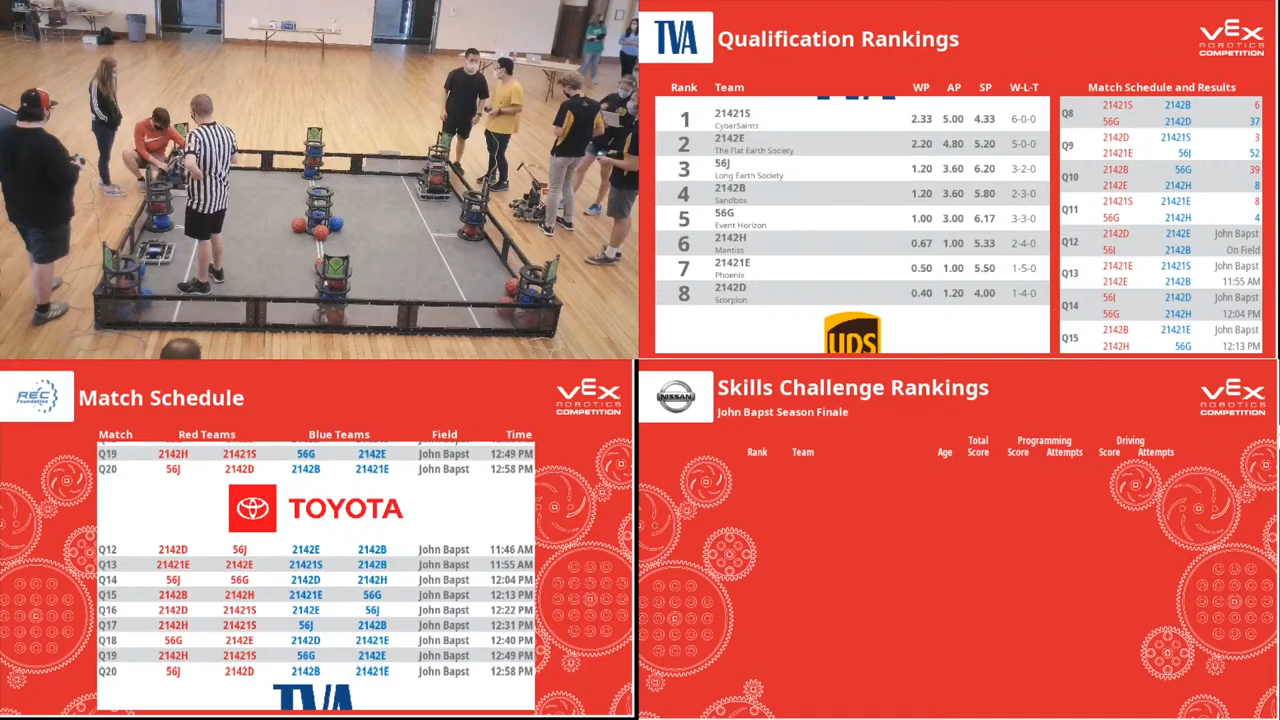 TVA Qualification Rankings
VEX ROBOTICS COMPETITION
Rank Team WP AP SP W-L-T
1 21421S CyberSaints 2.33 5.00 4.33 6-0-0
2 2142E The Flat Earth Society 2.20 4.80 5.20 5-0-0
3 56J Long Earth Society 1.20 3.60 6.20 3-2-0
4 2142B Sandbox 1.20 3.60 5.80 2-3-0
5 56G Event Horizon 1.00 3.00 6.17 3-3-0
6 2142H Mantiss 0.67 1.00 5.33 2-4-0
7 21421E Phoenix 0.50 1.00 5.50 1-5-0
8 2142D Scorpion 0.40 1.20 4.00 1-4-0
UDS
Match Schedule and Results
Q8 21421S 2142B 6
56G 2142D 37
Q9 2142D 21421S 3
21421E 56J 52
Q10 2142B 56G 39
2142E 2142H 8
Q11 21421S 21421E 8
56G 2142H 4
Q12 2142D 2142E John Bapst
56J 2142B On Field
Q13 21421E 21421S John Bapst
2142E 2142B 11:55 AM
Q14 56J 2142D John Bapst
56G 2142H 12:04 PM
Q15 2142B 21421E John Bapst
2142H 56G 12:13 PM
REC Foundation Match Schedule
VEX ROBOTICS COMPETITION
Match Red Teams Blue Teams Field Time
Q19 2142H 21421S 56G 2142E John Bapst 12:49 PM
Q20 56J 2142D 2142B 21421E John Bapst 12:58 PM
TOYOTA
Q12 2142D 56J 2142E 2142B John Bapst 11:46 AM
Q13 21421E 2142E 21421S 2142B John Bapst 11:55 AM
Q14 56J 56G 2142D 2142H John Bapst 12:04 PM
Q15 2142B 2142H 21421E 56G John Bapst 12:13 PM
Q16 2142D 21421S 2142E 56J John Bapst 12:22 PM
Q17 2142H 21421S 56J 2142B John Bapst 12:31 PM
Q18 56G 2142E 2142D 21421E John Bapst 12:40 PM
Q19 2142H 21421S 56G 2142E John Bapst 12:49 PM
Q20 56J 2142D 2142B 21421E John Bapst 12:58 PM
TVA
NISSAN Skills Challenge Rankings
John Bapst Season Finale
VEX ROBOTICS COMPETITION
Total Programming Driving
Rank Team Age Score Score Attempts Score Attempts